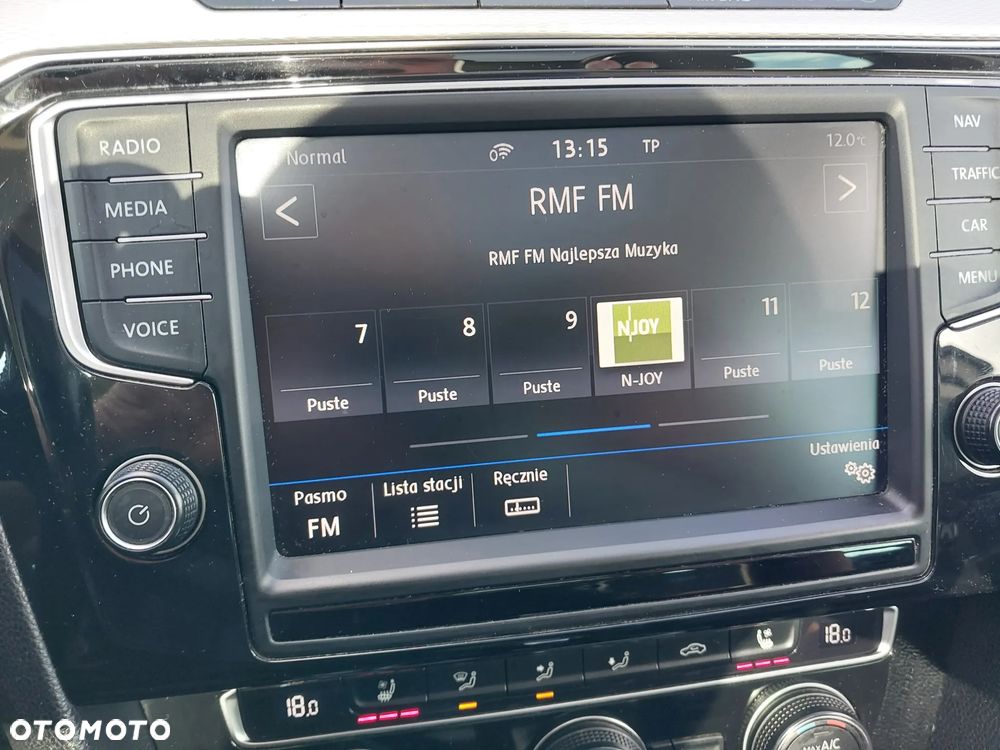 RADIO
MEDIA
PHONE
VOICE
NAV
TRAFFIC
CAR
MENU
Normal 13:15 TP 12.0°C
< RMF FM >
RMF FM Najlepsza Muzyka
7 8 9 11 12
N-JOY
Puste Puste Puste N-JOY Puste Puste
Ustawienia
Pasmo Lista stacji Ręcznie
FM
18.0 18.0
MAX A/C
OTOMOTO